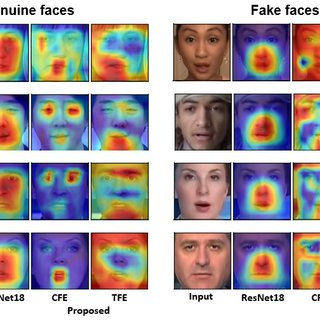 nuine faces
Fake faces
Net18 CFE TFE
Proposed
Input ResNet18 CF